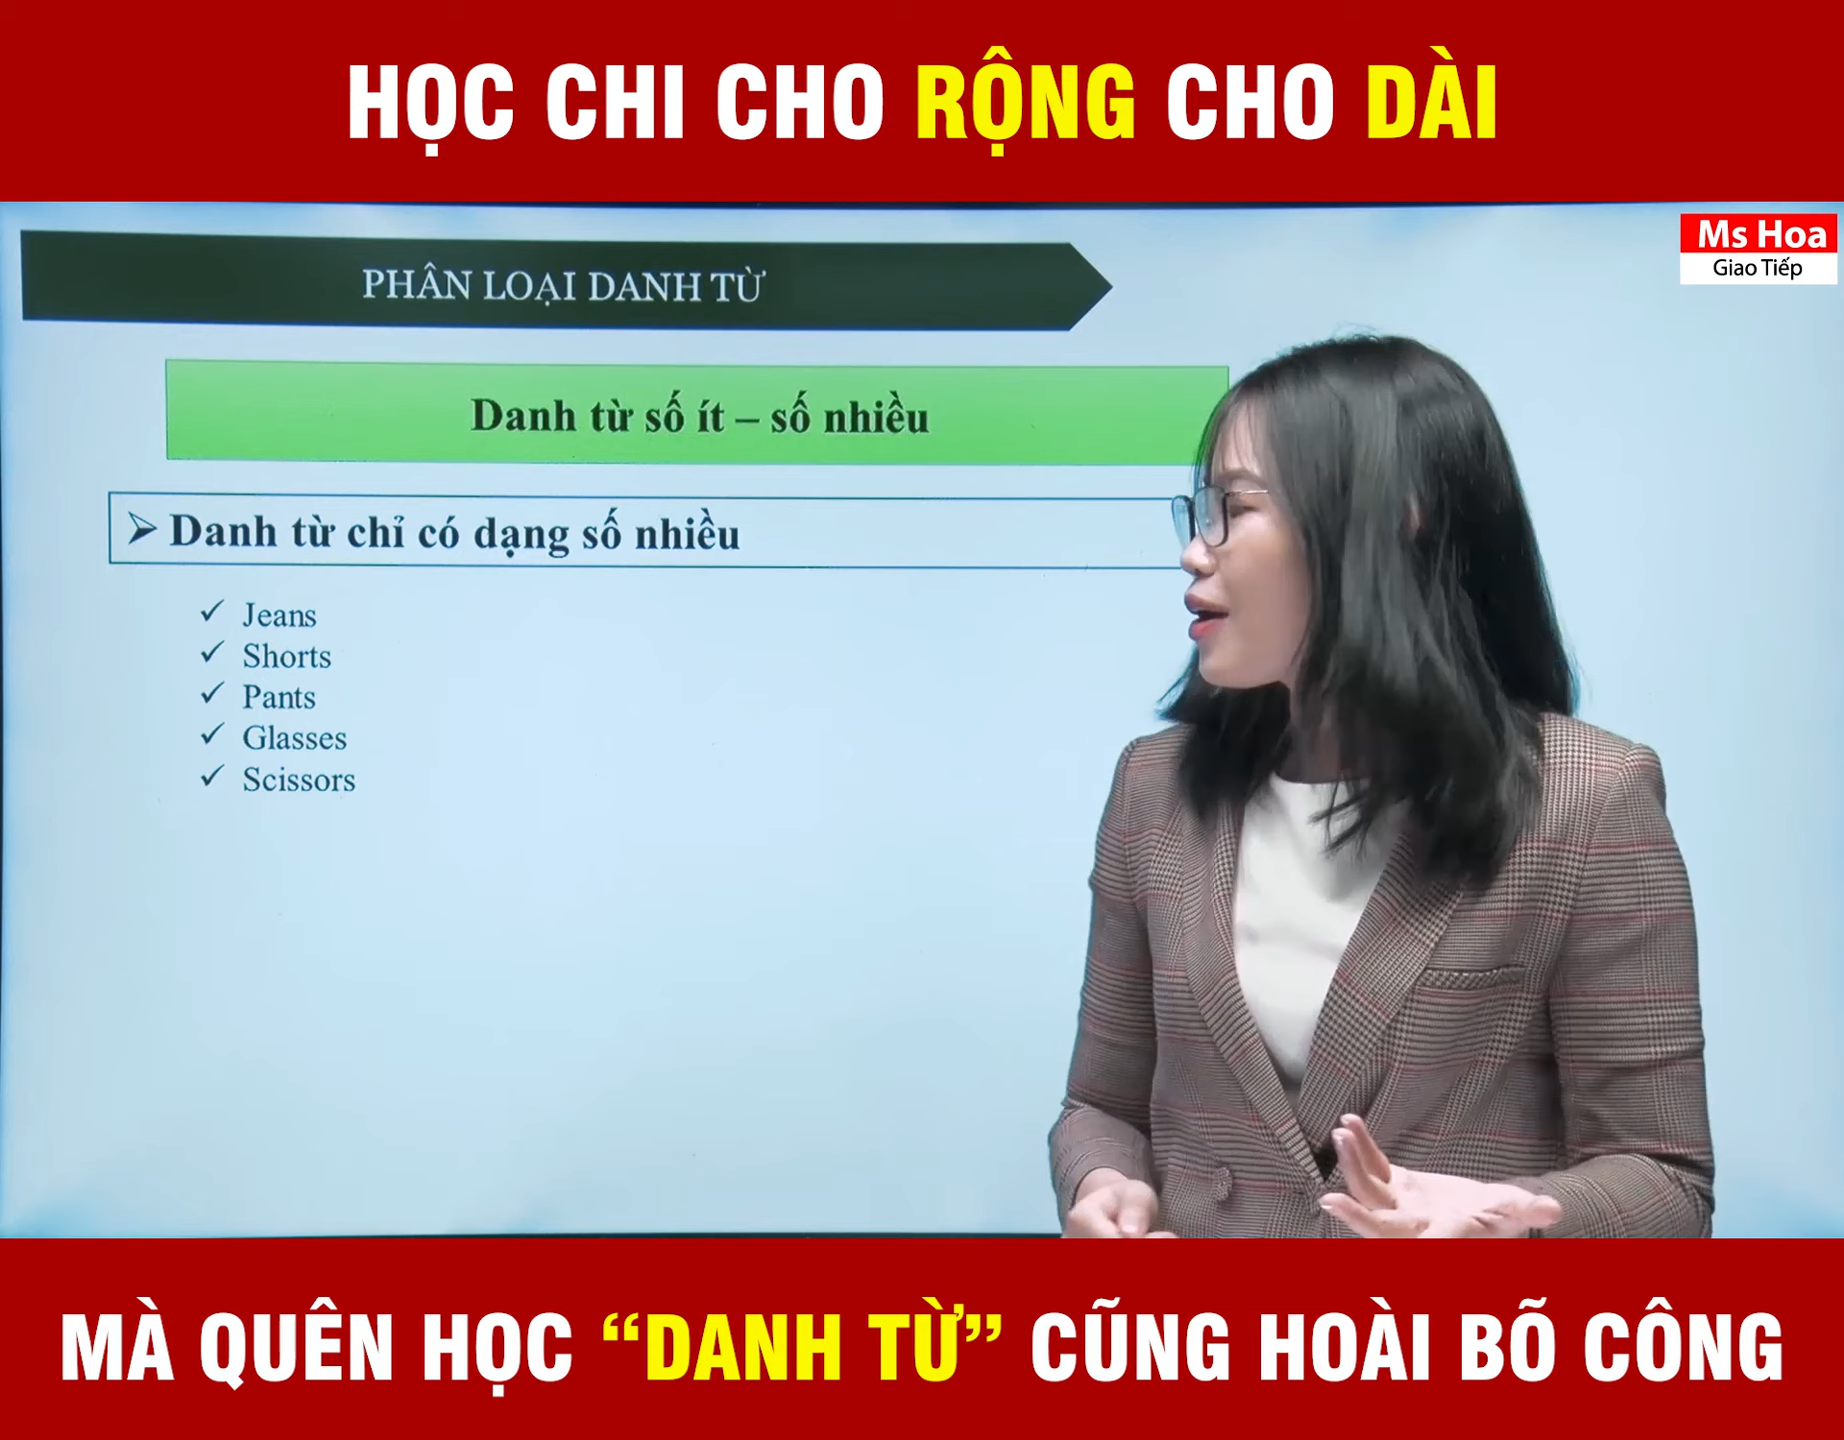 HỌC CHI CHO RỘNG CHO DÀI
Ms Hoa
Giao Tiếp
PHÂN LOẠI DANH TỪ
Danh từ số ít – số nhiều
➢ Danh từ chỉ có dạng số nhiều
✓ Jeans
✓ Shorts
✓ Pants
✓ Glasses
✓ Scissors
MÀ QUÊN HỌC “DANH TỪ” CŨNG HOÀI BÕ CÔNG